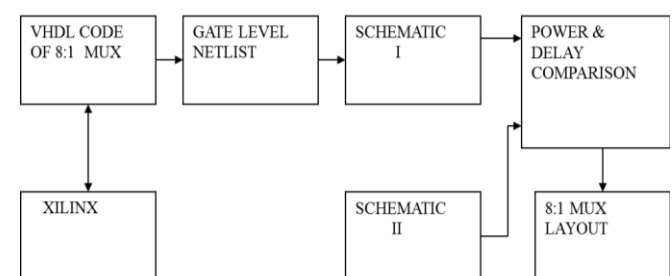 VHDL CODE
OF 8:1 MUX
GATE LEVEL
NETLIST
SCHEMATIC
I
POWER &
DELAY
COMPARISON
XILINX
SCHEMATIC
II
8:1 MUX
LAYOUT